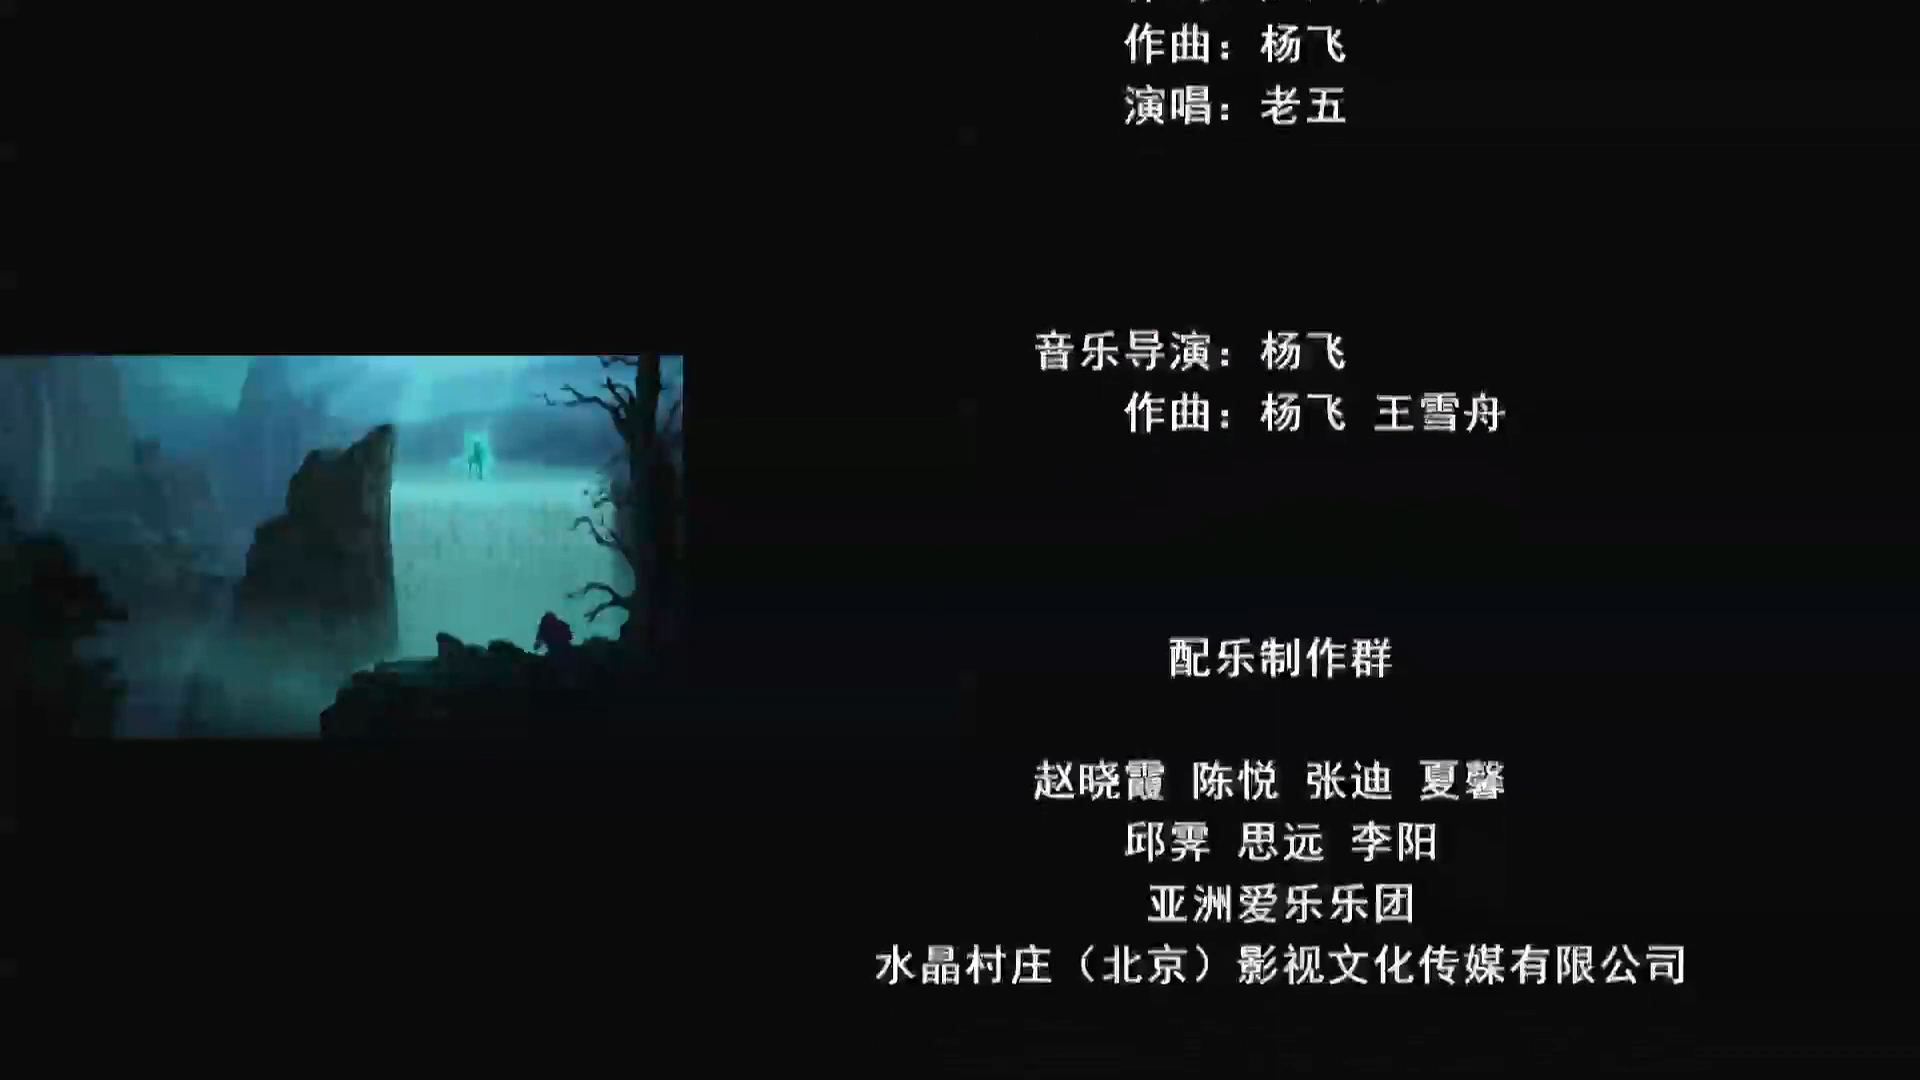 作曲：杨飞
演唱：老五
音乐导演：杨飞
作曲：杨飞 王雪舟
配乐制作群
赵晓霞 陈悦 张迪 夏馨
邱霁 思远 李阳
亚洲爱乐乐团
水晶村庄（北京）影视文化传媒有限公司